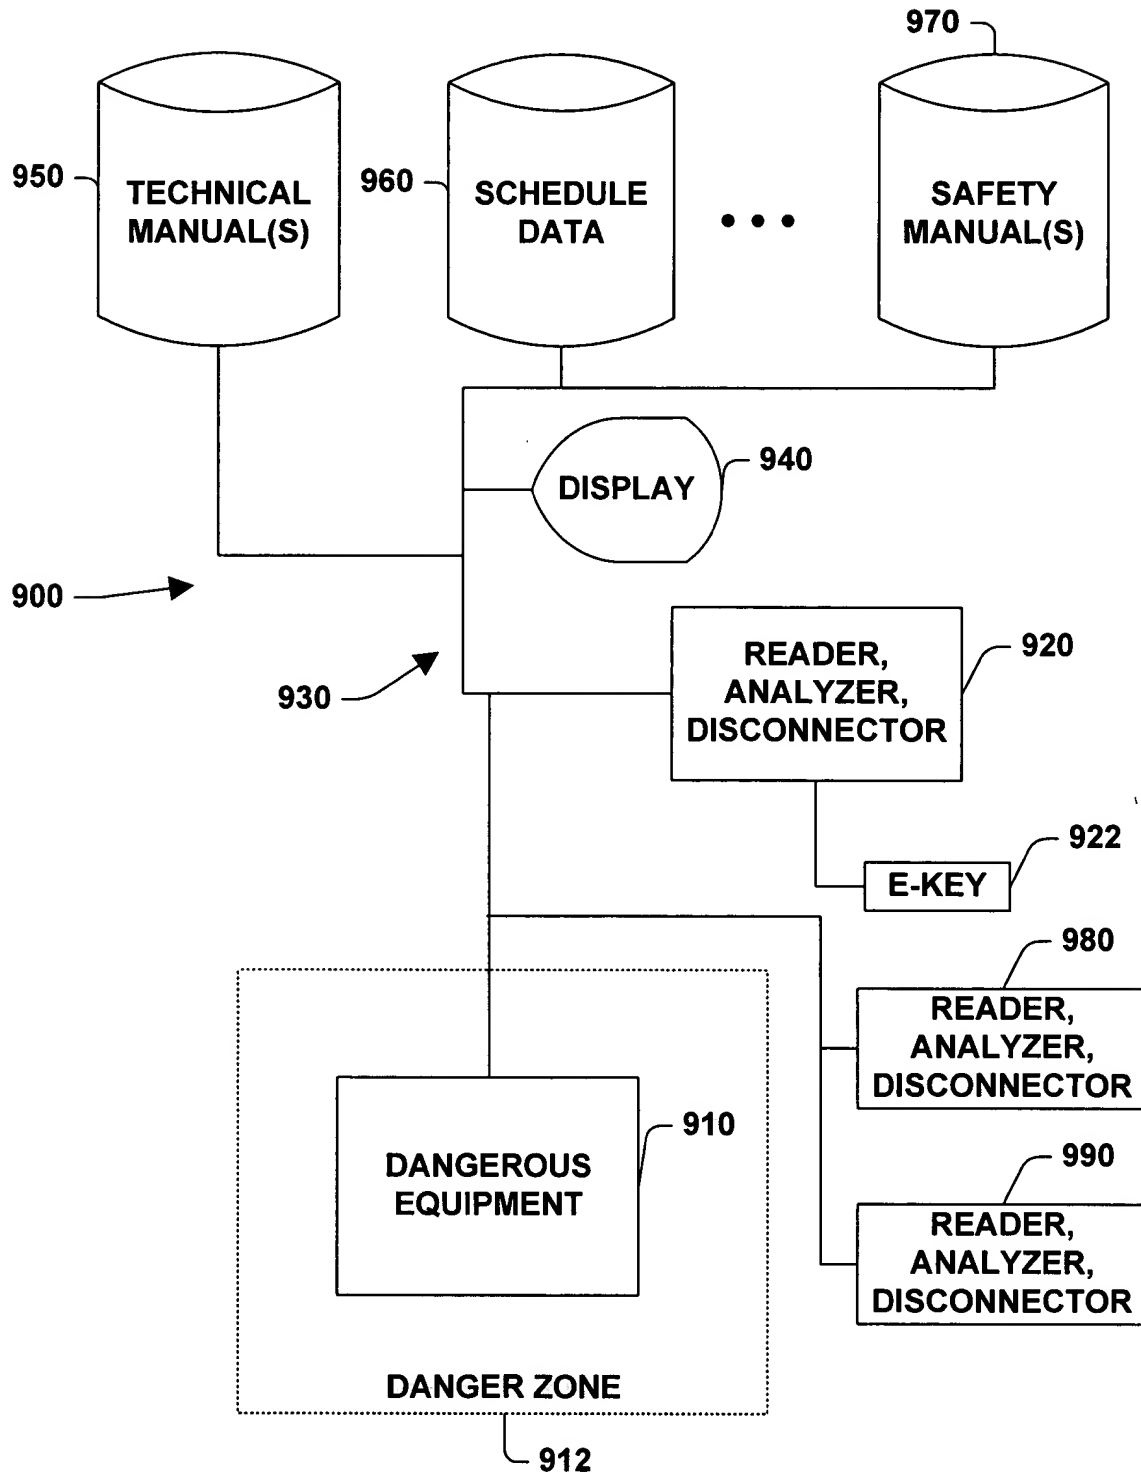 970
950
TECHNICAL
MANUAL(S)
960
SCHEDULE
DATA
SAFETY
MANUAL(S)
DISPLAY
940
900
930
READER,
ANALYZER,
DISCONNECTOR
920
922
E-KEY
980
READER,
ANALYZER,
DISCONNECTOR
910
DANGEROUS
EQUIPMENT
990
READER,
ANALYZER,
DISCONNECTOR
DANGER ZONE
912